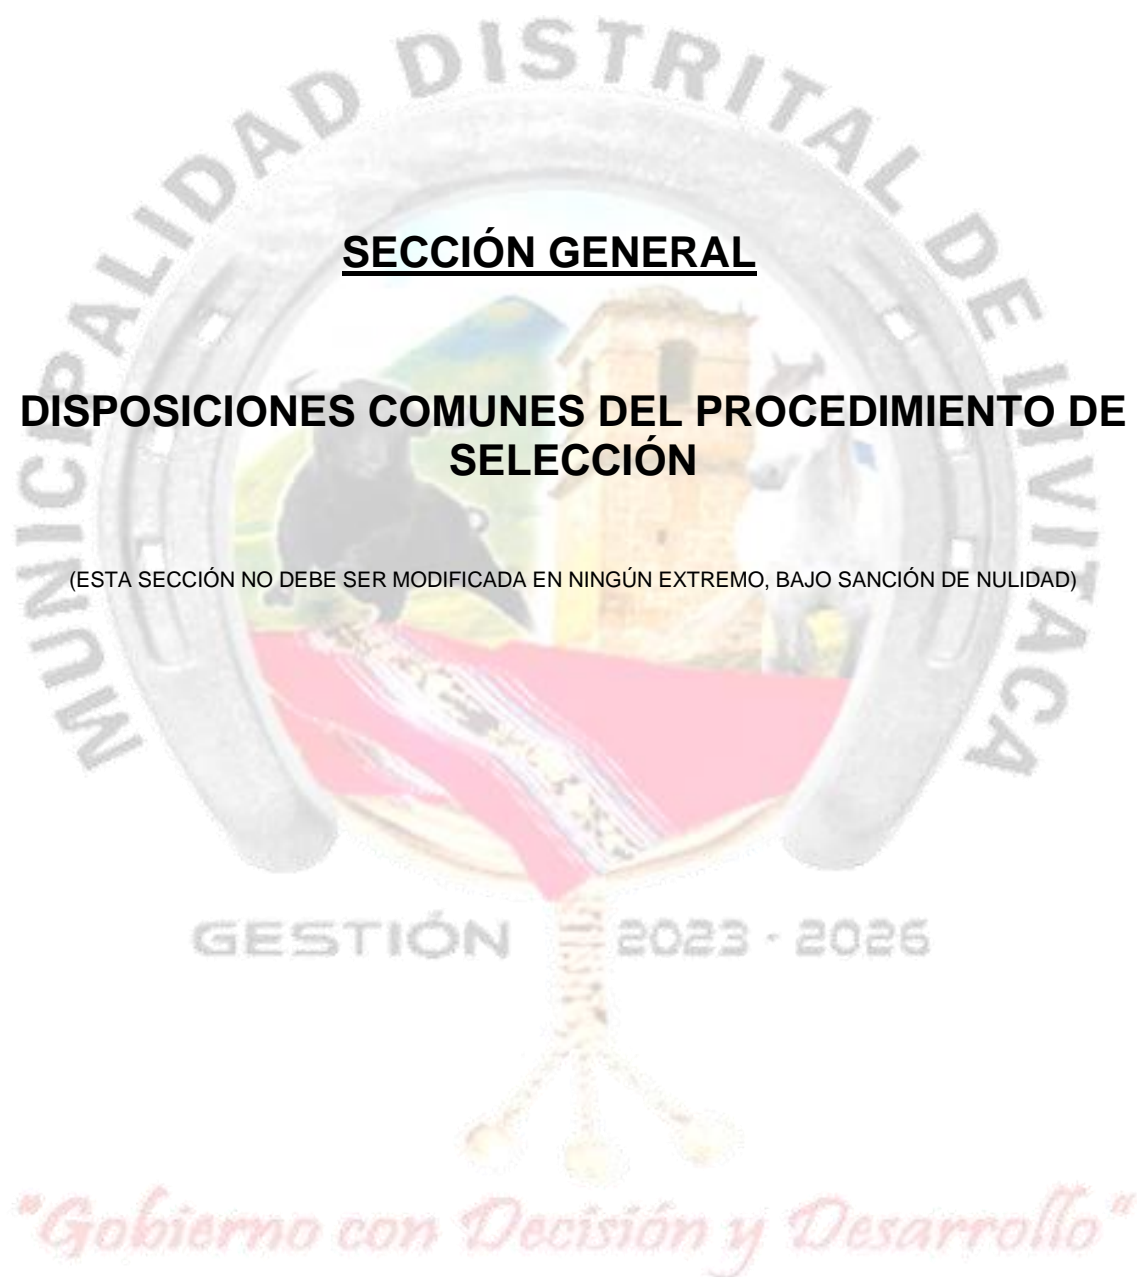 MUNICIPALIDAD DISTRITAL DE LIVITACA
SECCIÓN GENERAL
DISPOSICIONES COMUNES DEL PROCEDIMIENTO DE
SELECCIÓN
(ESTA SECCIÓN NO DEBE SER MODIFICADA EN NINGÚN EXTREMO, BAJO SANCIÓN DE NULIDAD)
GESTIÓN 2023 - 2026
"Gobierno con Decisión y Desarrollo"